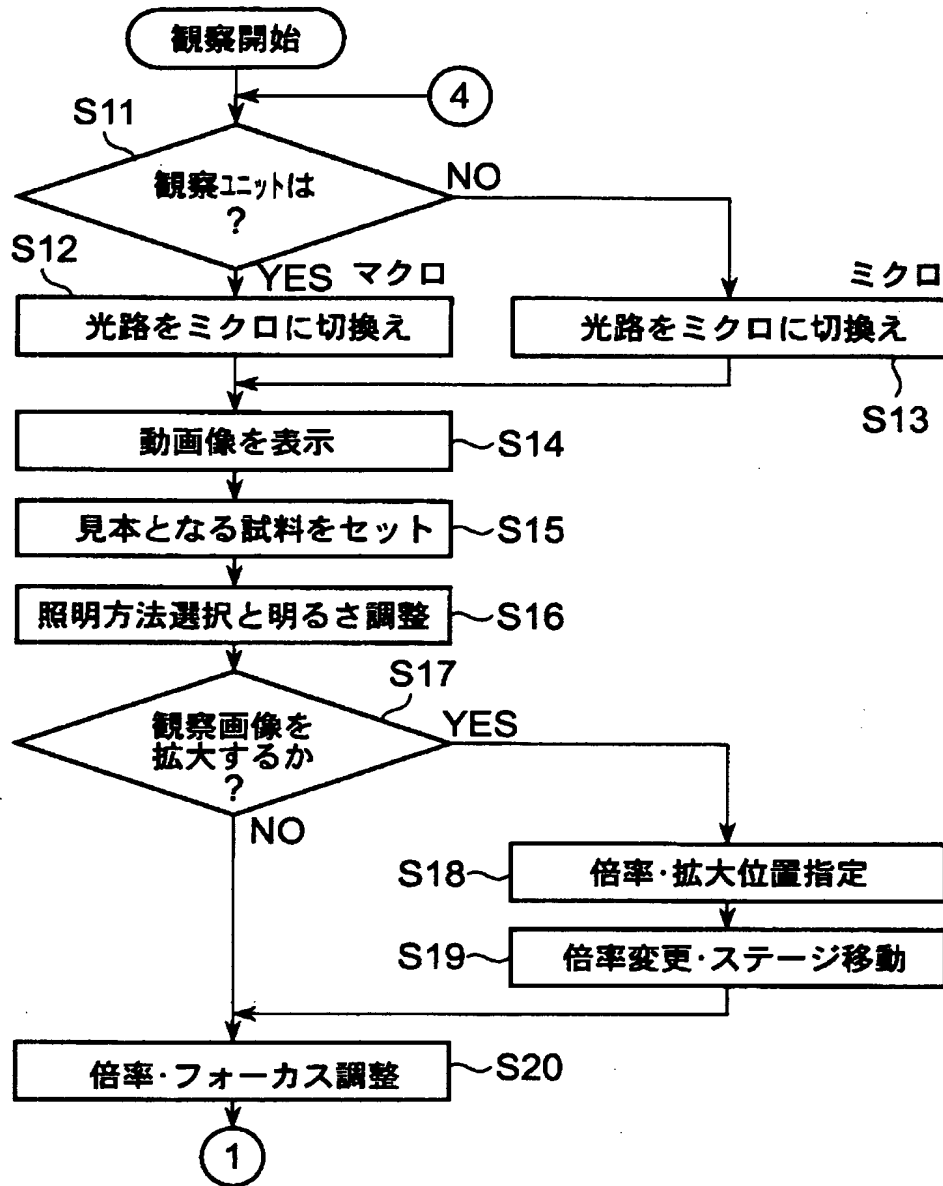 観察開始
4
S11
観察ユニットは
?
NO
S12
YES マクロ
ミクロ
光路をミクロに切換え
光路をミクロに切換え
S13
動画像を表示
S14
見本となる試料をセット
S15
照明方法選択と明るさ調整
S16
S17
観察画像を
拡大するか
?
YES
NO
S18
倍率·拡大位置指定
S19
倍率変更·ステージ移動
倍率·フォーカス調整
S20
1